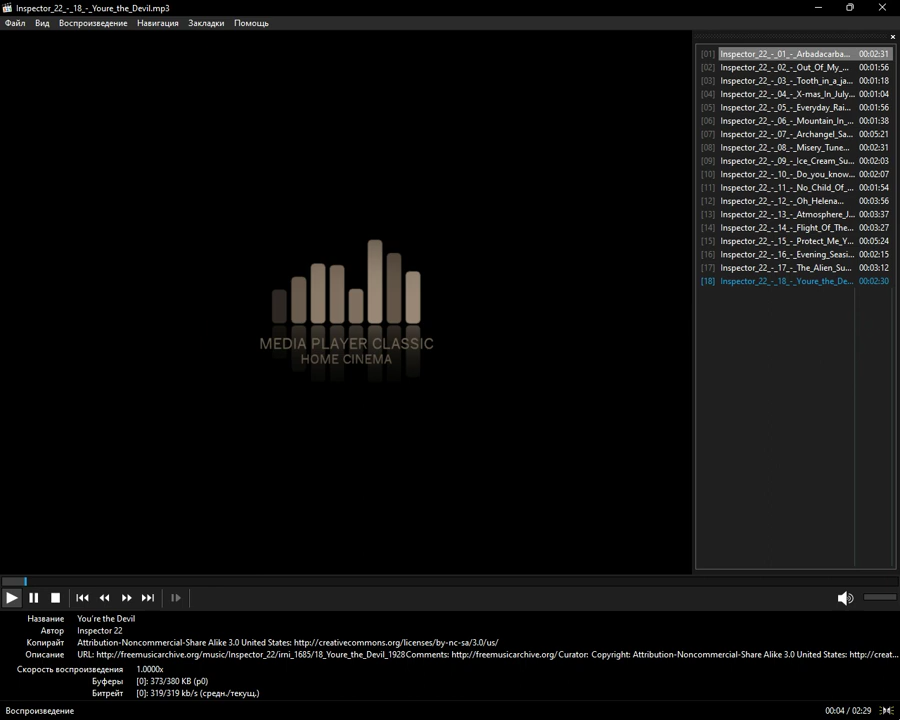 Inspector_22_-_18_-_Youre_the_Devil.mp3
Файл Вид Воспроизведение Навигация Закладки Помощь
[01] Inspector_22_-_01_-_Arbadacarba... 00:02:31
[02] Inspector_22_-_02_-_Out_Of_My_... 00:01:56
[03] Inspector_22_-_03_-_Tooth_in_a_ja... 00:01:18
[04] Inspector_22_-_04_-_X-mas_In_July... 00:01:04
[05] Inspector_22_-_05_-_Everyday_Rai... 00:01:56
[06] Inspector_22_-_06_-_Mountain_In_... 00:01:38
[07] Inspector_22_-_07_-_Archangel_Sa... 00:05:21
[08] Inspector_22_-_08_-_Misery_Tune... 00:02:31
[09] Inspector_22_-_09_-_Ice_Cream_Su... 00:02:03
[10] Inspector_22_-_10_-_Do_you_know... 00:02:07
[11] Inspector_22_-_11_-_No_Child_Of_... 00:01:54
[12] Inspector_22_-_12_-_Oh_Helena... 00:03:56
[13] Inspector_22_-_13_-_Atmosphere_I... 00:03:37
[14] Inspector_22_-_14_-_Flight_Of_The... 00:03:27
[15] Inspector_22_-_15_-_Protect_Me_Y... 00:05:24
[16] Inspector_22_-_16_-_Evening_Seasi... 00:02:15
[17] Inspector_22_-_17_-_The_Alien_Su... 00:03:12
[18] Inspector_22_-_18_-_Youre_the_De... 00:02:30
MEDIA PLAYER CLASSIC
HOME CINEMA
Название You're the Devil
Автор Inspector 22
Копирайт Attribution-Noncommercial-Share Alike 3.0 United States: http://creativecommons.org/licenses/by-nc-sa/3.0/us/
Описание URL: http://freemusicarchive.org/music/Inspector_22/irni_1685/18_Youre_the_Devil_1928Comments: http://freemusicarchive.org/Curator: Copyright: Attribution-Noncommercial-Share Alike 3.0 United States: http://creat...
Скорость воспроизведения 1.0000x
Буферы [0]: 373/380 KB (p0)
Битрейт [0]: 319/319 kb/s (средн./текущ.)
Воспроизведение 00:04 / 02:29